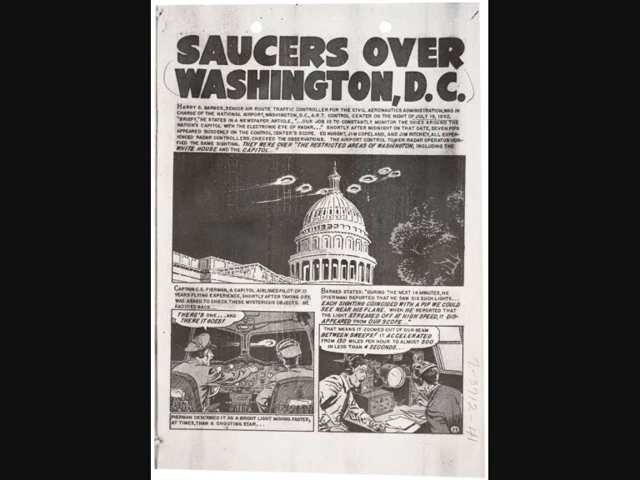 SAUCERS OVER
WASHINGTON, D.C.
HARRY G. BARNES, SENIOR AIR ROUTE TRAFFIC CONTROLLER FOR THE CIVIL AERONAUTICS ADMINISTRATION, WAS IN
CHARGE OF THE NATIONAL AIRPORT, WASHINGTON, D.C., A.R.T. CONTROL CENTER ON THE NIGHT OF JULY 19, 1952.
"BRIEFLY," HE STATES IN A NEWSPAPER ARTICLE, "...OUR JOB IS TO CONSTANTLY MONITOR THE SKIES AROUND THE
NATION'S CAPITOL WITH THE ELECTRONIC EYE OF RADAR..." SHORTLY AFTER MIDNIGHT ON THAT DATE, SEVEN PIPS
APPEARED SUDDENLY ON THE CONTROL CENTER'S SCOPE. ED NUGENT, JIM COPELAND, AND JIM RITCHEY, ALL EXPER-
IENCED RADAR CONTROLLERS, CHECKED THE OBSERVATIONS. THE AIRPORT CONTROL TOWER RADAR OPERATOR VERI-
FIED THE SAME SIGHTING. THEY WERE OVER "THE RESTRICTED AREAS OF WASHINGTON, INCLUDING THE
WHITE HOUSE AND THE CAPITOL..."
CAPTAIN C.S. PIERMAN, A CAPITOL AIRLINES PILOT OF 17
YEARS FLYING EXPERIENCE, SHORTLY AFTER TAKING OFF,
WAS ASKED TO CHECK THESE MYSTERIOUS OBJECTS. HE
RADIOED BACK...
THERE'S ONE... AND
THERE IT GOES!
PIERMAN DESCRIBED IT AS A BRIGHT LIGHT MOVING FASTER,
AT TIMES, THAN A SHOOTING STAR...
BARNES STATES: "DURING THE NEXT 14 MINUTES, HE
(PIERMAN) REPORTED THAT HE SAW SIX SUCH LIGHTS...
EACH SIGHTING COINCIDED WITH A PIP WE COULD
SEE NEAR HIS PLANE. WHEN HE REPORTED THAT
THE LIGHT STREAKED OFF AT HIGH SPEED, IT DIS-
APPEARED FROM OUR SCOPE..."
THAT MEANS IT ZOOMED OUT OF OUR BEAM
BETWEEN SWEEPS! IT ACCELERATED
FROM 130 MILES PER HOUR TO ALMOST 500
IN LESS THAN 4 SECONDS...
23
7-3712-41